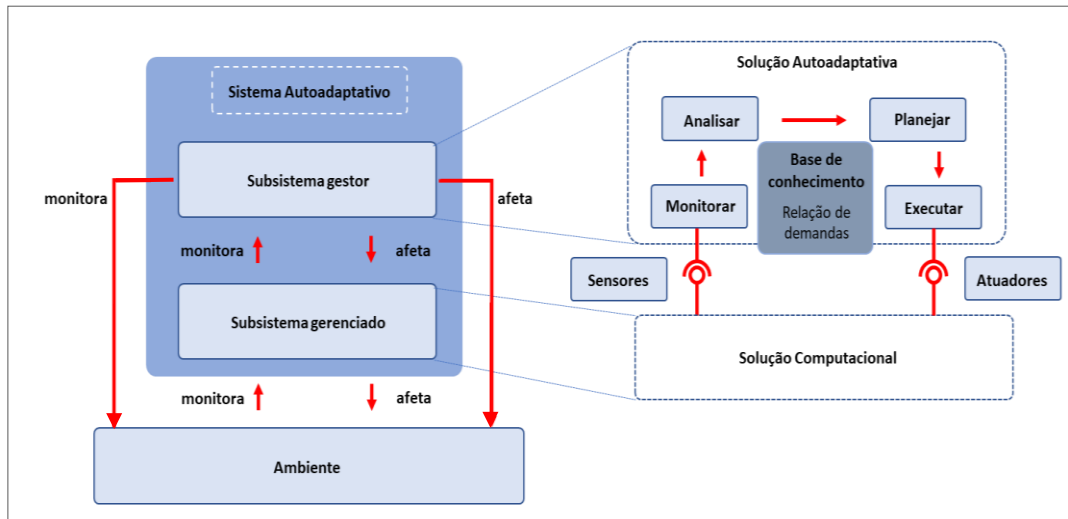 Sistema Autoadaptativo
Subsistema gestor
monitora
afeta
monitora
afeta
Subsistema gerenciado
monitora
afeta
Ambiente
Solução Autoadaptativa
Analisar
Planejar
Base de
conhecimento
Relação de
demandas
Monitorar
Executar
Sensores
Atuadores
Solução Computacional